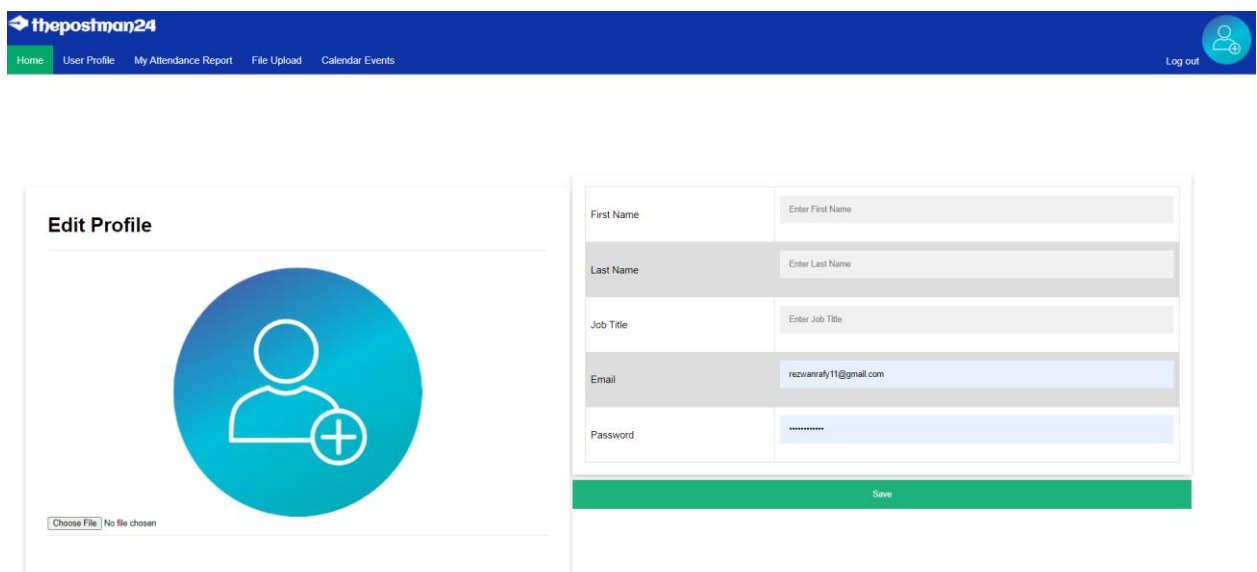 thepostman24
Home User Profile My Attendance Report File Upload Calendar Events Log out
Edit Profile
Choose File No file chosen
First Name Enter First Name
Last Name Enter Last Name
Job Title Enter Job Title
Email rezwanrafy11@gmail.com
Password ••••••••••••
Save